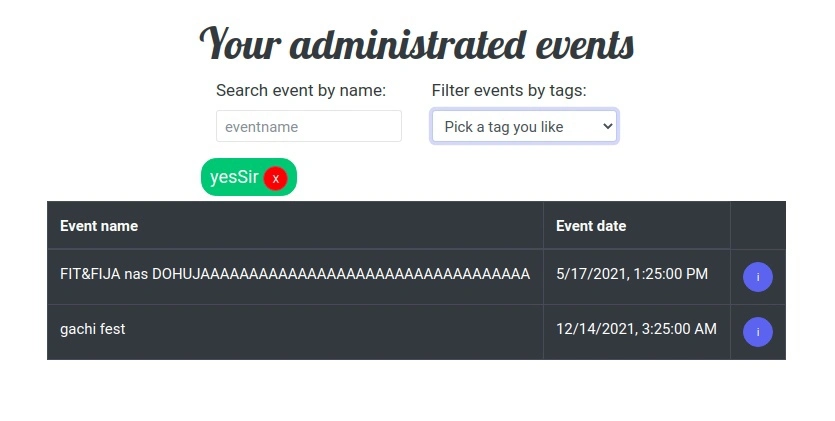 Your administrated events
Search event by name: Filter events by tags:
eventname Pick a tag you like
yesSir x
Event name Event date
FIT&FIJA nas DOHUJAAAAAAAAAAAAAAAAAAAAAAAAAAAAAAAAAA 5/17/2021, 1:25:00 PM i
gachi fest 12/14/2021, 3:25:00 AM i